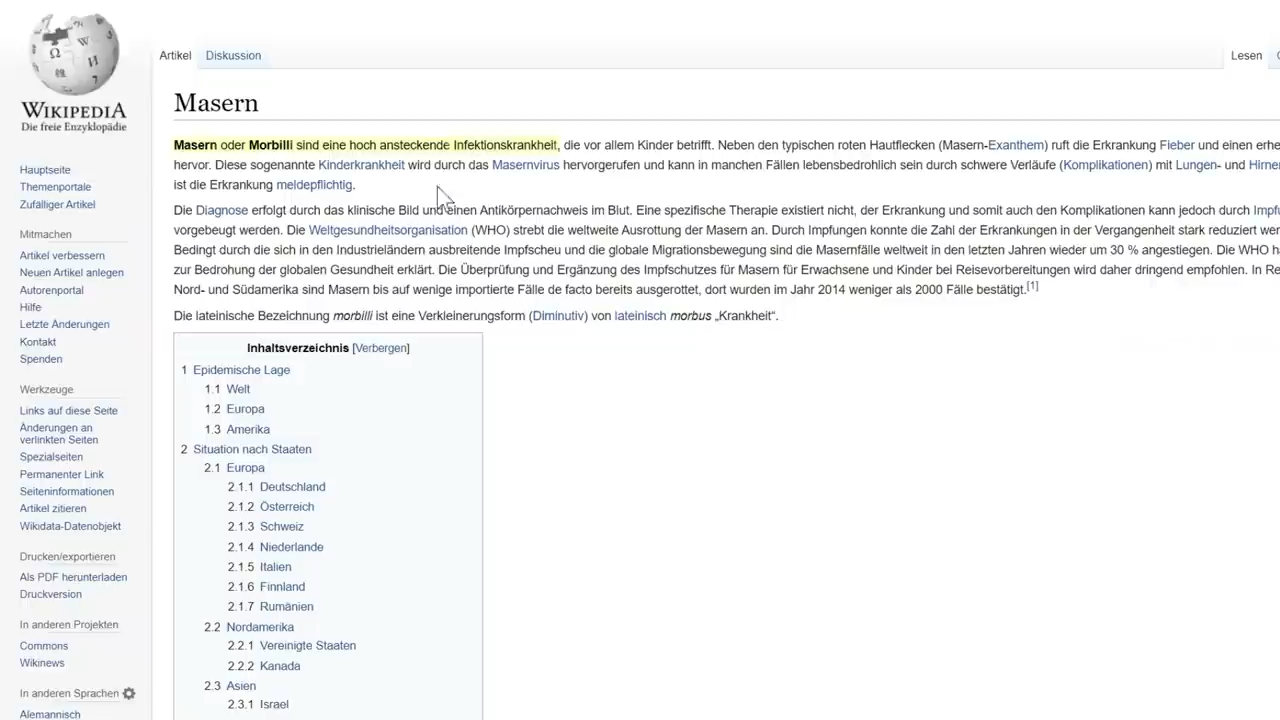 WIKIPEDIA
Die freie Enzyklopädie
Hauptseite
Themenportale
Zufälliger Artikel
Mitmachen
Artikel verbessern
Neuen Artikel anlegen
Autorenportal
Hilfe
Letzte Änderungen
Kontakt
Spenden
Werkzeuge
Links auf diese Seite
Änderungen an
verlinkten Seiten
Spezialseiten
Permanenter Link
Seiteninformationen
Artikel zitieren
Wikidata-Datenobjekt
Drucken/exportieren
Als PDF herunterladen
Druckversion
In anderen Projekten
Commons
Wikinews
In anderen Sprachen
Alemannisch
Artikel Diskussion Lesen
Masern
Masern oder Morbilli sind eine hoch ansteckende Infektionskrankheit, die vor allem Kinder betrifft. Neben den typischen roten Hautflecken (Masern-Exanthem) ruft die Erkrankung Fieber und einen erhe
hervor. Diese sogenannte Kinderkrankheit wird durch das Masernvirus hervorgerufen und kann in manchen Fällen lebensbedrohlich sein durch schwere Verläufe (Komplikationen) mit Lungen- und Hirne
ist die Erkrankung meldepflichtig.
Die Diagnose erfolgt durch das klinische Bild und einen Antikörpernachweis im Blut. Eine spezifische Therapie existiert nicht, der Erkrankung und somit auch den Komplikationen kann jedoch durch Impfu
vorgebeugt werden. Die Weltgesundheitsorganisation (WHO) strebt die weltweite Ausrottung der Masern an. Durch Impfungen konnte die Zahl der Erkrankungen in der Vergangenheit stark reduziert wer
Bedingt durch die sich in den Industrieländern ausbreitende Impfscheu und die globale Migrationsbewegung sind die Masernfälle weltweit in den letzten Jahren wieder um 30 % angestiegen. Die WHO h
zur Bedrohung der globalen Gesundheit erklärt. Die Überprüfung und Ergänzung des Impfschutzes für Masern für Erwachsene und Kinder bei Reisevorbereitungen wird daher dringend empfohlen. In Re
Nord- und Südamerika sind Masern bis auf wenige importierte Fälle de facto bereits ausgerottet, dort wurden im Jahr 2014 weniger als 2000 Fälle bestätigt.[1]
Die lateinische Bezeichnung morbilli ist eine Verkleinerungsform (Diminutiv) von lateinisch morbus „Krankheit“.
Inhaltsverzeichnis [Verbergen]
1 Epidemische Lage
1.1 Welt
1.2 Europa
1.3 Amerika
2 Situation nach Staaten
2.1 Europa
2.1.1 Deutschland
2.1.2 Österreich
2.1.3 Schweiz
2.1.4 Niederlande
2.1.5 Italien
2.1.6 Finnland
2.1.7 Rumänien
2.2 Nordamerika
2.2.1 Vereinigte Staaten
2.2.2 Kanada
2.3 Asien
2.3.1 Israel